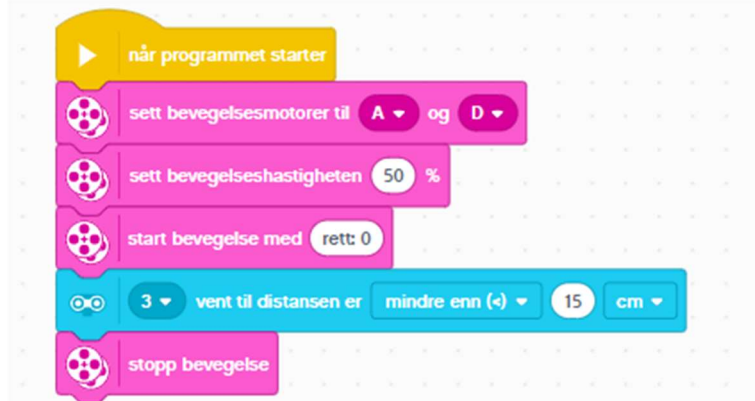 når programmet starter
sett bevegelsesmotorer til A og D
sett bevegelseshastigheten 50 %
start bevegelse med rett: 0
3 vent til distansen er mindre enn (<) 15 cm
stopp bevegelse